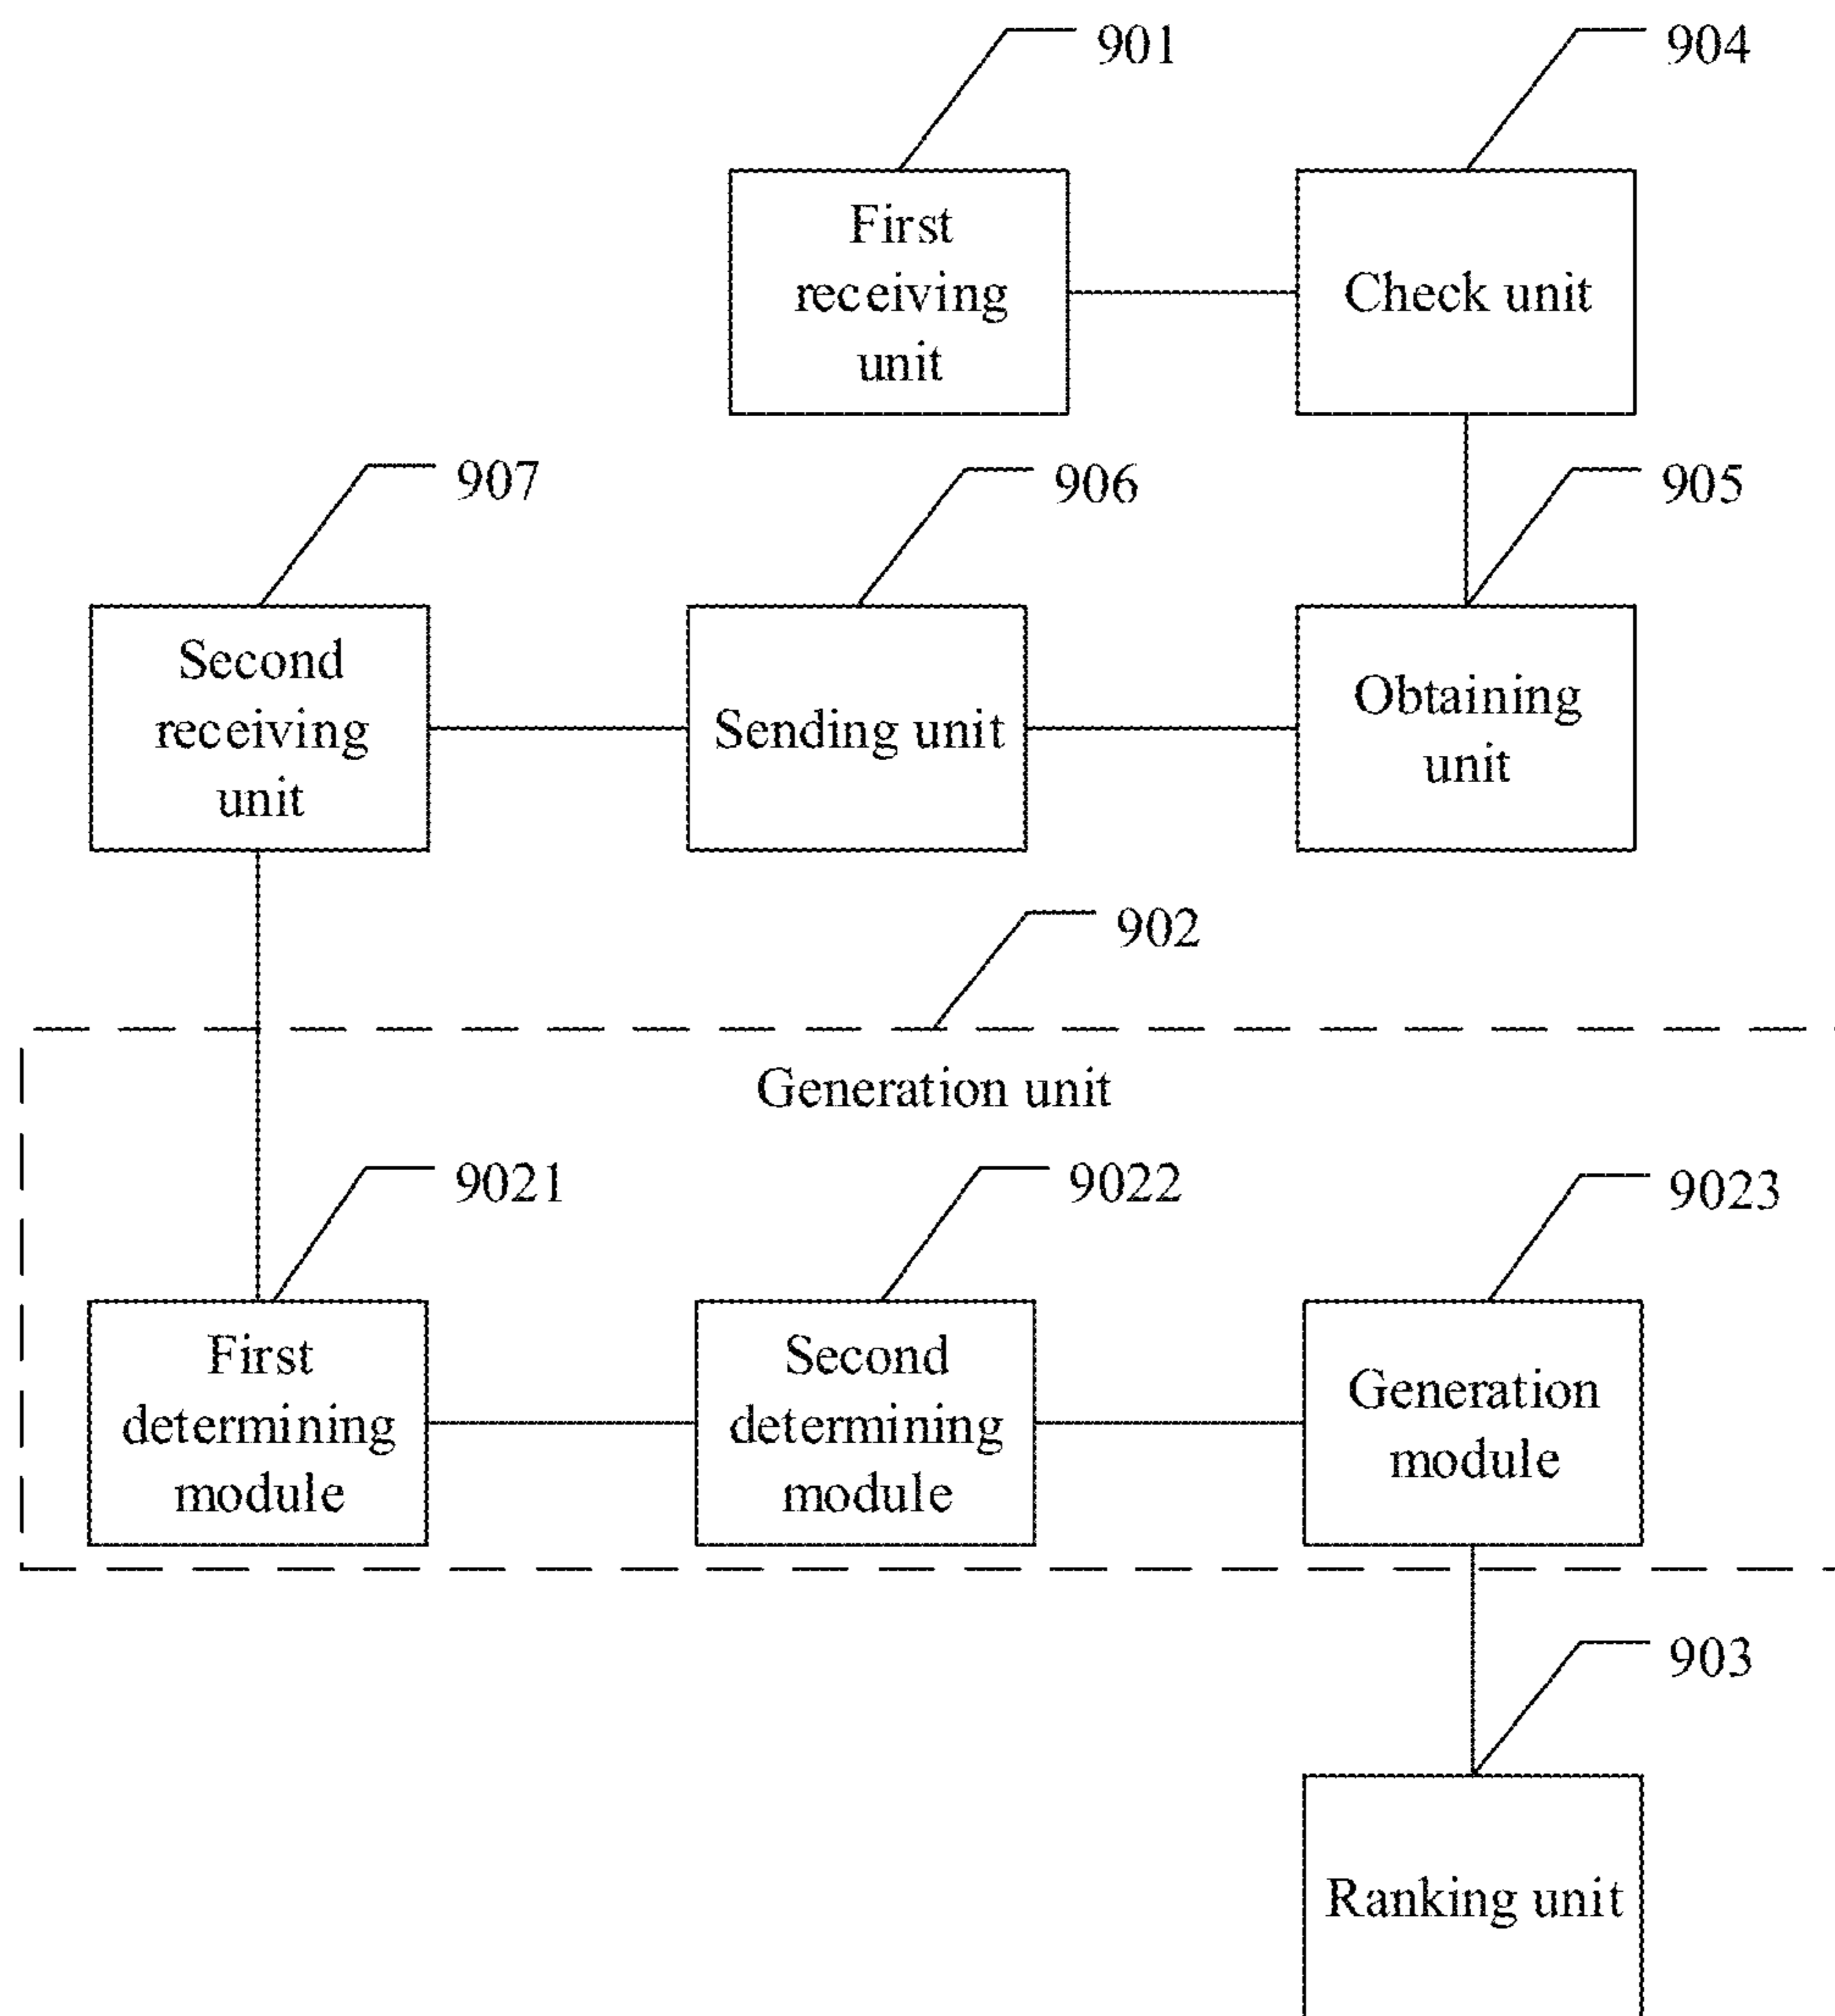 901
904
First
receiving
unit
Check unit
907
906
905
Second
receiving
unit
Sending unit
Obtaining
unit
902
Generation unit
9021
9022
9023
First
determining
module
Second
determining
module
Generation
module
903
Ranking unit